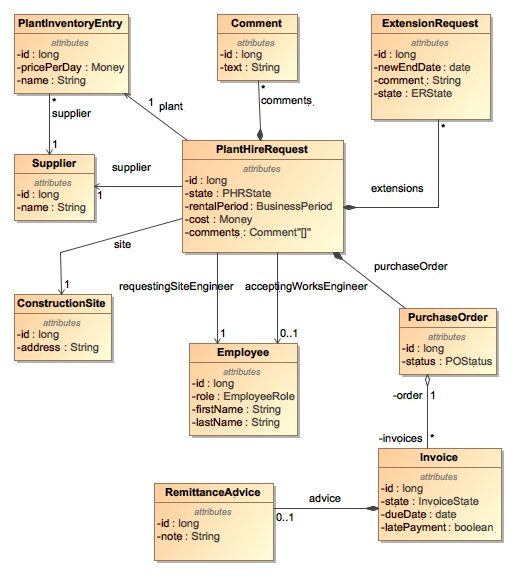 PlantInventoryEntry
attributes
-id : long
-pricePerDay : Money
-name : String
Comment
attributes
-id : long
-text : String
ExtensionRequest
attributes
-id : long
-newEndDate : date
-comment : String
-state : ERState
*
supplier
1
1 plant
*
comments
*
Supplier
attributes
-id : long
-name : String
supplier
1
PlantHireRequest
attributes
-id : long
-state : PHRState
-rentalPeriod : BusinessPeriod
-cost : Money
-comments : Comment"[]"
extensions
site
1
requestingSiteEngineer
1
acceptingWorksEngineer
0..1
purchaseOrder
ConstructionSite
attributes
-id : long
-address : String
Employee
attributes
-id : long
-role : EmployeeRole
-firstName : String
-lastName : String
PurchaseOrder
attributes
-id : long
-status : POStatus
-order 1
-invoices *
Invoice
attributes
-id : long
-state : InvoiceState
-dueDate : date
-latePayment : boolean
RemittanceAdvice
attributes
-id : long
-note : String
advice
0..1